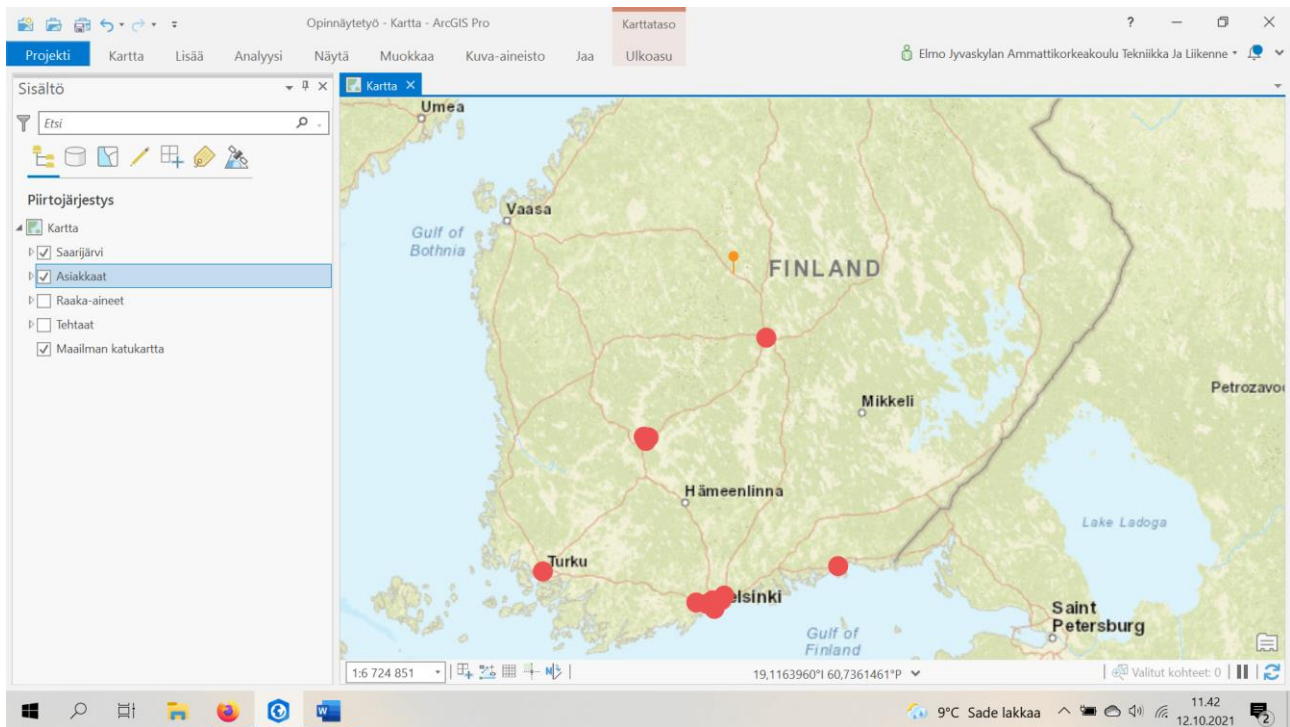 Opinnäytetyö - Kartta - ArcGIS Pro
Karttataso
?
Projekti Kartta Lisää Analyysi Näytä Muokkaa Kuva-aineisto Jaa Ulkoasu
Elmo Jyvaskylan Ammattikorkeakoulu Tekniikka Ja Liikenne
Sisältö
Kartta
Etsi
Piirtojärjestys
Kartta
Saarijärvi
Asiakkaat
Raaka-aineet
Tehtaat
Maailman katukartta
Umea
Vaasa
Gulf of
Bothnia
FINLAND
Mikkeli
Petrozavo
Hämeenlinna
Lake Ladoga
Turku
elsinki
Saint
Petersburg
Gulf of
Finland
1:6 724 851
19,1163960°I 60,7361461°P
Valitut kohteet: 0
9°C Sade lakkaa
11.42
12.10.2021
2